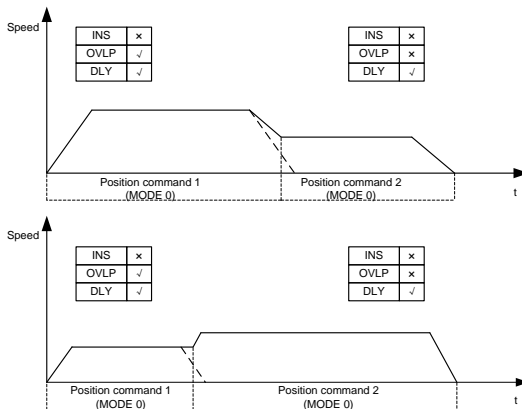 Speed
INS ×
OVLP √
DLY √
INS ×
OVLP ×
DLY √
Position command 1
(MODE 0)
Position command 2
(MODE 0)
t
Speed
INS ×
OVLP √
DLY √
INS ×
OVLP ×
DLY √
Position command 1
(MODE 0)
Position command 2
(MODE 0)
t